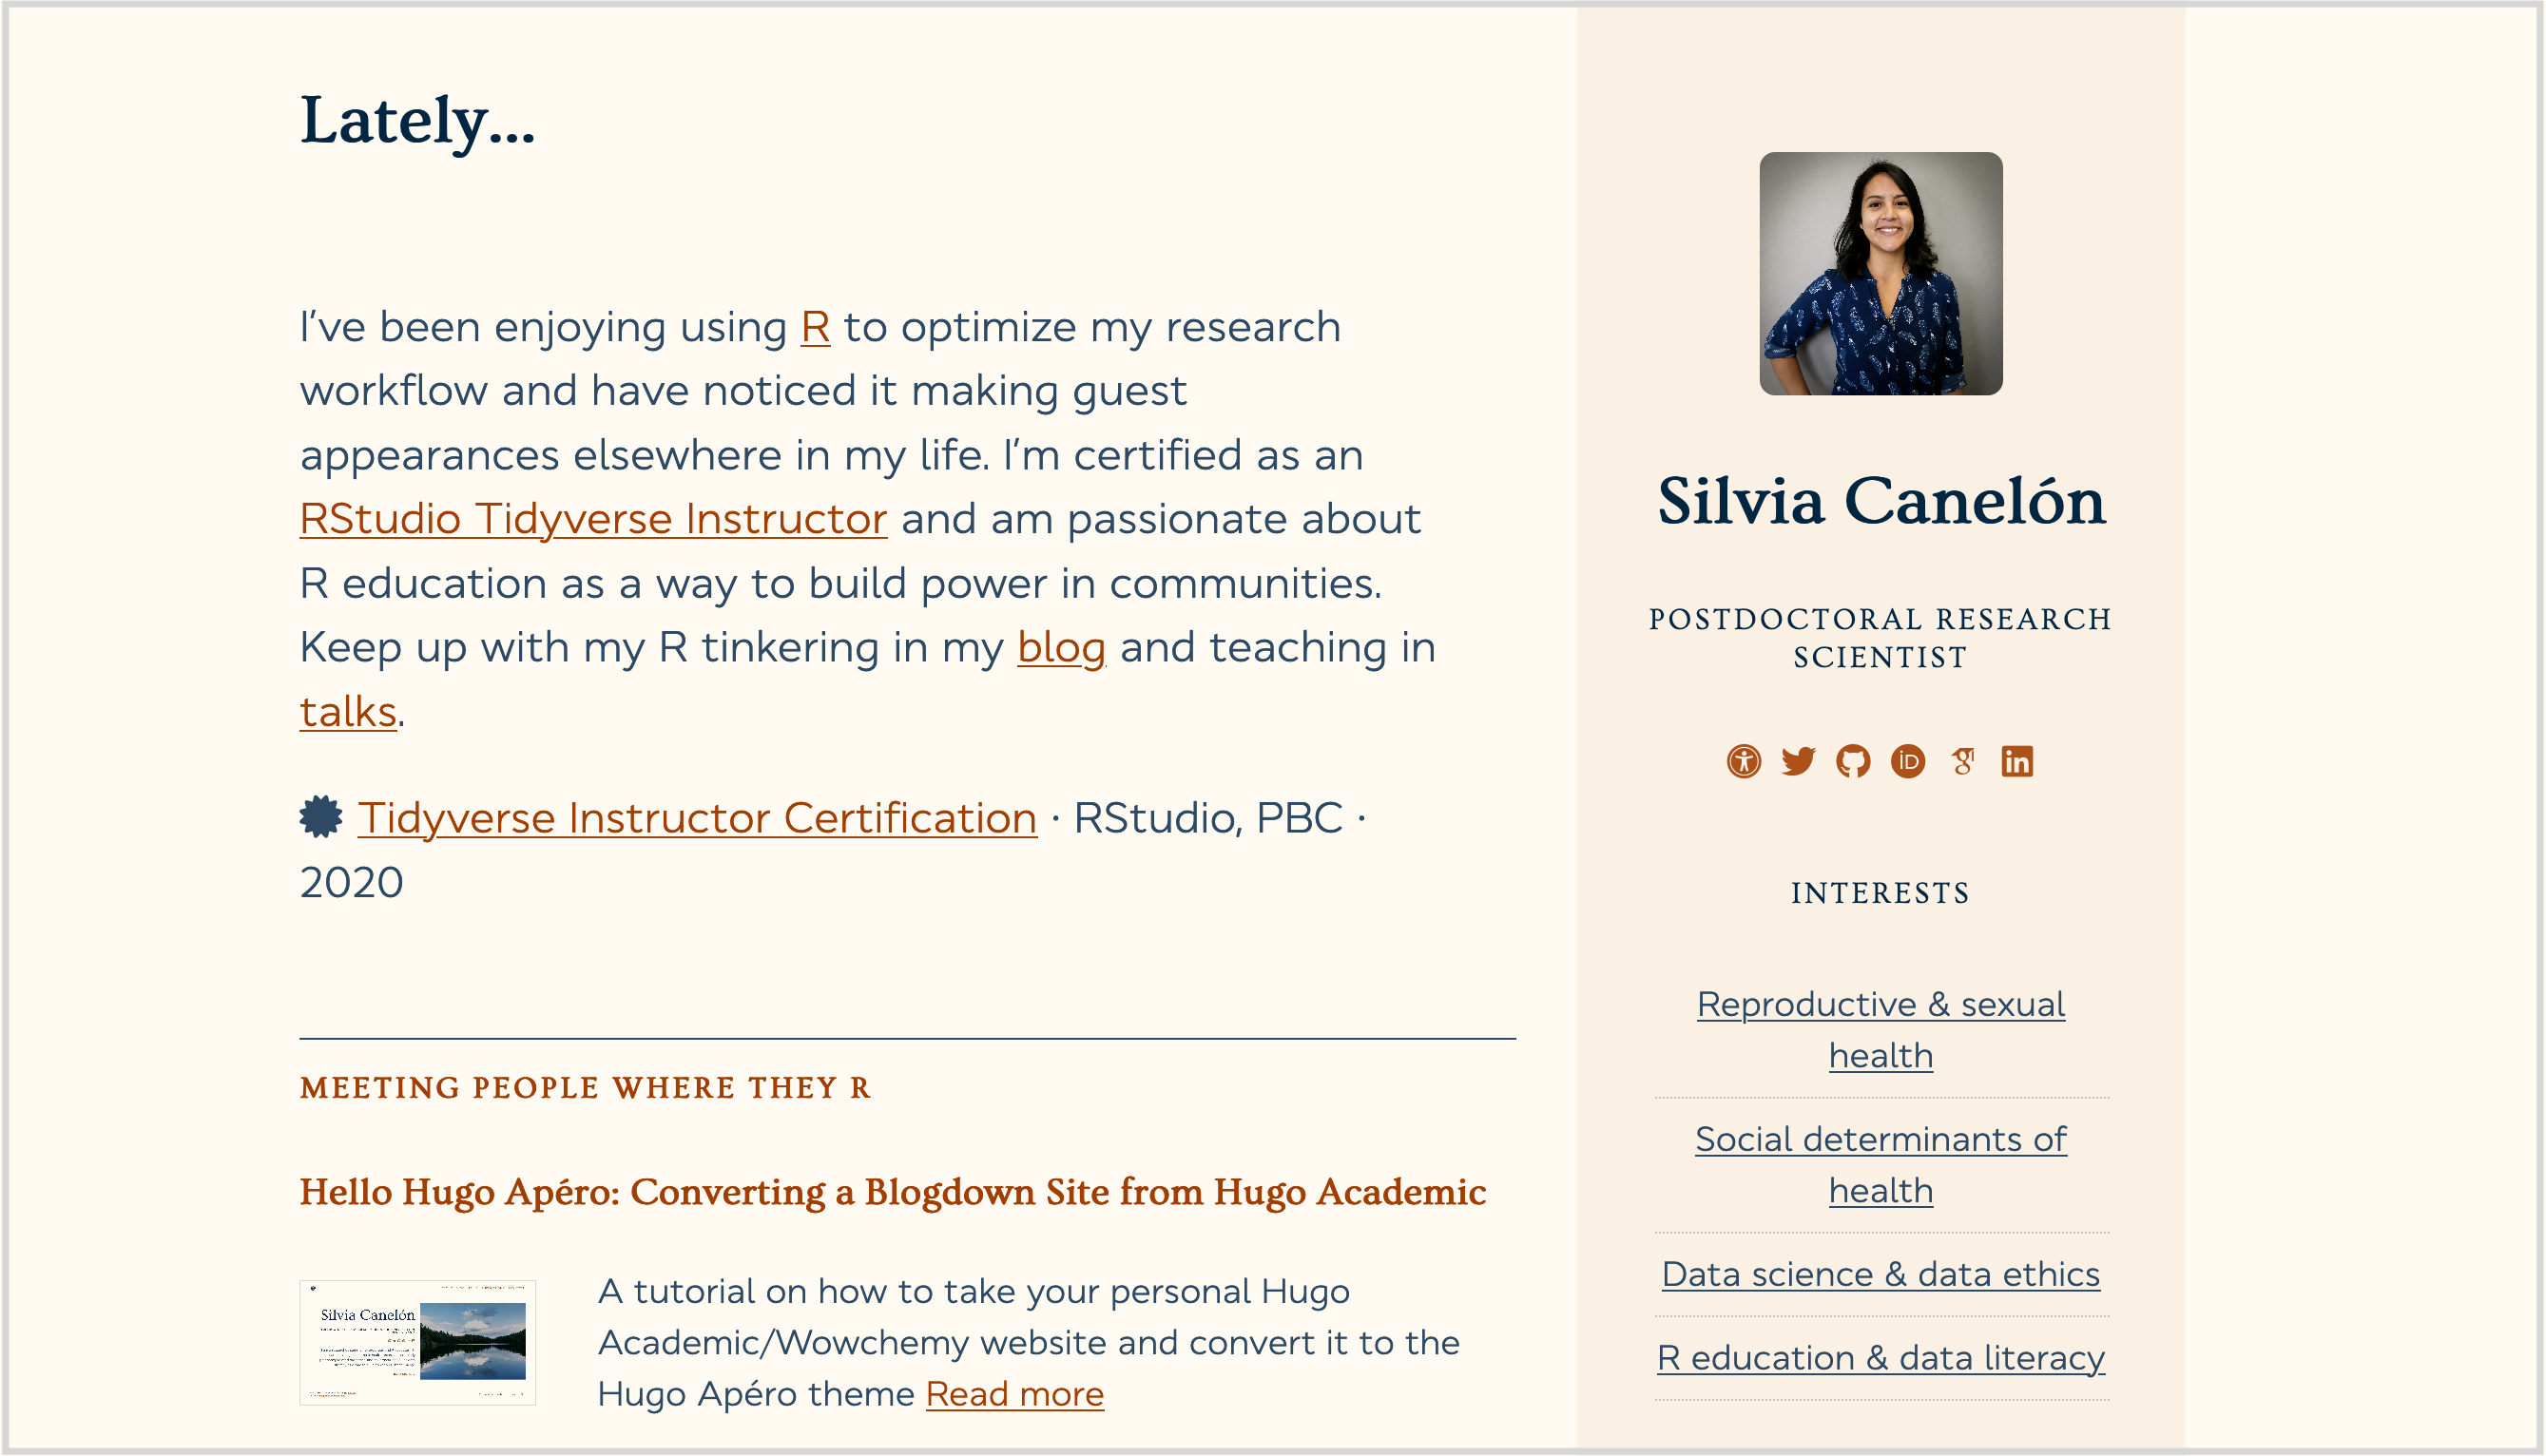 Lately...
I've been enjoying using R to optimize my research
workflow and have noticed it making guest
appearances elsewhere in my life. I'm certified as an
RStudio Tidyverse Instructor and am passionate about
R education as a way to build power in communities.
Keep up with my R tinkering in my blog and teaching in
talks.
Tidyverse Instructor Certification · RStudio, PBC ·
2020
MEETING PEOPLE WHERE THEY R
Hello Hugo Apéro: Converting a Blogdown Site from Hugo Academic
Silvia Canelón
A tutorial on how to take your personal Hugo
Academic/Wowchemy website and convert it to the
Hugo Apéro theme Read more
Silvia Canelón
POSTDOCTORAL RESEARCH
SCIENTIST
iD
g
in
INTERESTS
Reproductive & sexual
health
Social determinants of
health
Data science & data ethics
R education & data literacy